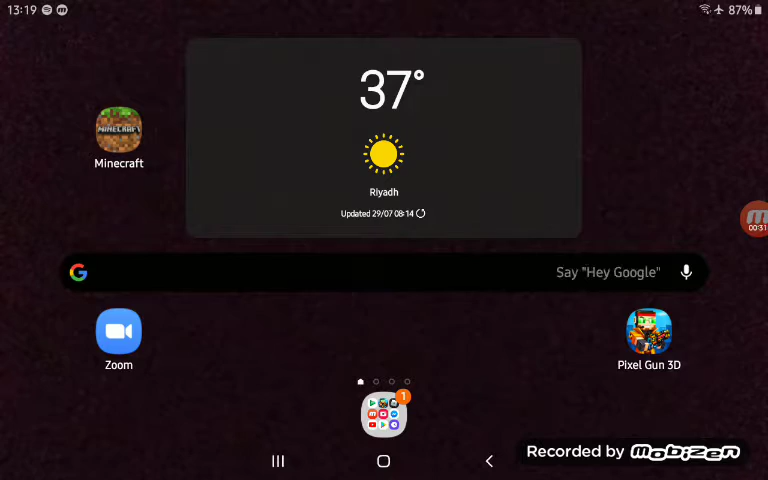 13:19
87%
37°
MINECRAFT
Minecraft
Riyadh
Updated 29/07 08:14
00:31
Say "Hey Google"
Zoom
Pixel Gun 3D
1
Recorded by mobizen